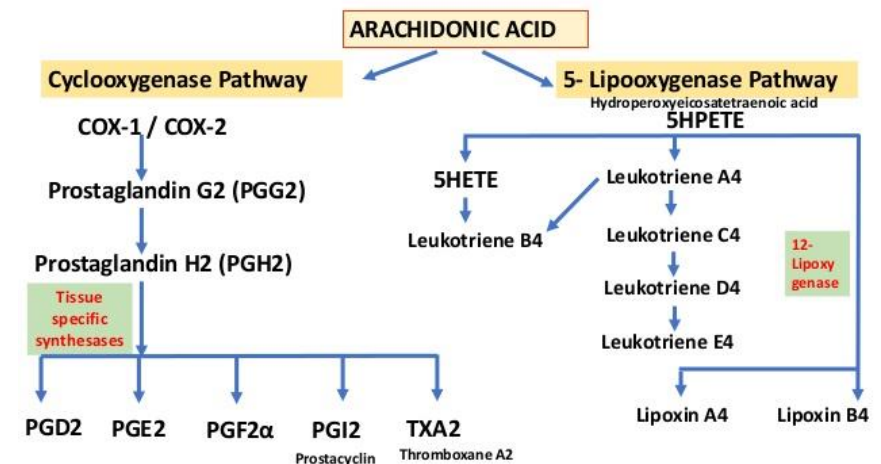 ARACHIDONIC ACID
Cyclooxygenase Pathway
COX-1 / COX-2
Prostaglandin G2 (PGG2)
Prostaglandin H2 (PGH2)
Tissue
specific
synthesases
PGD2
PGE2
PGF2α
PGI2
Prostacyclin
TXA2
Thromboxane A2
5- Lipooxygenase Pathway
Hydroperoxyeicosatetraenoic acid
5HPETE
5HETE
Leukotriene B4
Leukotriene A4
Leukotriene C4
Leukotriene D4
Leukotriene E4
12-
Lipoxy
genase
Lipoxin A4
Lipoxin B4